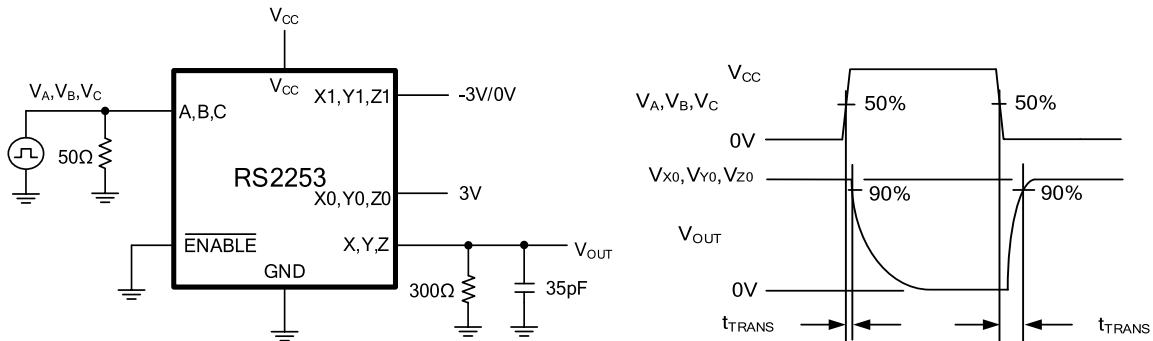 VCC
VA,VB,VC
50Ω
A,B,C
VCC
X1,Y1,Z1
-3V/0V
RS2253
X0,Y0,Z0
3V
ENABLE
X,Y,Z
VOUT
GND
300Ω
35pF
VCC
VA,VB,VC
50%
50%
0V
VX0,VY0,VZ0
90%
90%
VOUT
0V
tTRANS
tTRANS